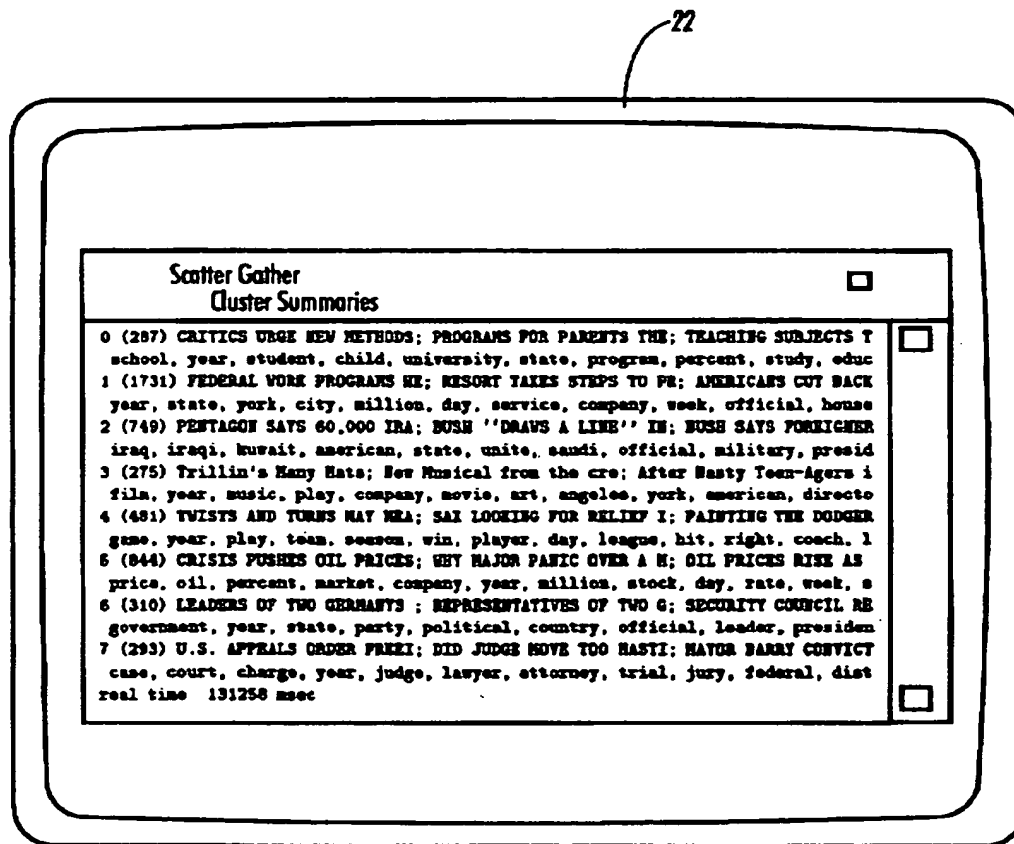 22
Scatter Gather
Cluster Summaries
0 (287) CRITICS URGE NEW METHODS; PROGRAMS FOR PARENTS THE; TEACHING SUBJECTS T
school, year, student, child, university, state, program, percent, study, educ
1 (1731) FEDERAL WORK PROGRAMS HE; RESORT TAKES STEPS TO PR; AMERICANS CUT BACK
year, state, york, city, million, day, service, company, week, official, house
2 (749) PENTAGON SAYS 60,000 IRA; BUSH ''DRAWS A LINE'' IN; BUSH SAYS FOREIGNER
iraq, iraqi, kuwait, american, state, unite, saudi, official, military, presid
3 (275) Trillin's Many Hats; New Musical from the cre; After Nasty Teen-Agers i
film, year, music, play, company, movie, art, angeles, york, american, directo
4 (481) TWISTS AND TURNS MAY MEA; SAX LOOKING FOR RELIEF I; PAINTING THE DODGER
game, year, play, team, season, win, player, day, league, hit, right, coach, l
5 (844) CRISIS PUSHES OIL PRICES; WHY MAJOR PANIC OVER A M; OIL PRICES RISE AS
price, oil, percent, market, company, year, million, stock, day, rate, week, s
6 (310) LEADERS OF TWO GERMANYS ; REPRESENTATIVES OF TWO G; SECURITY COUNCIL RE
government, year, state, party, political, country, official, leader, presiden
7 (293) U.S. APPEALS ORDER FREEI; DID JUDGE MOVE TOO HASTI; MAYOR BARRY CONVICT
case, court, charge, year, judge, lawyer, attorney, trial, jury, federal, dist
real time 131258 msec